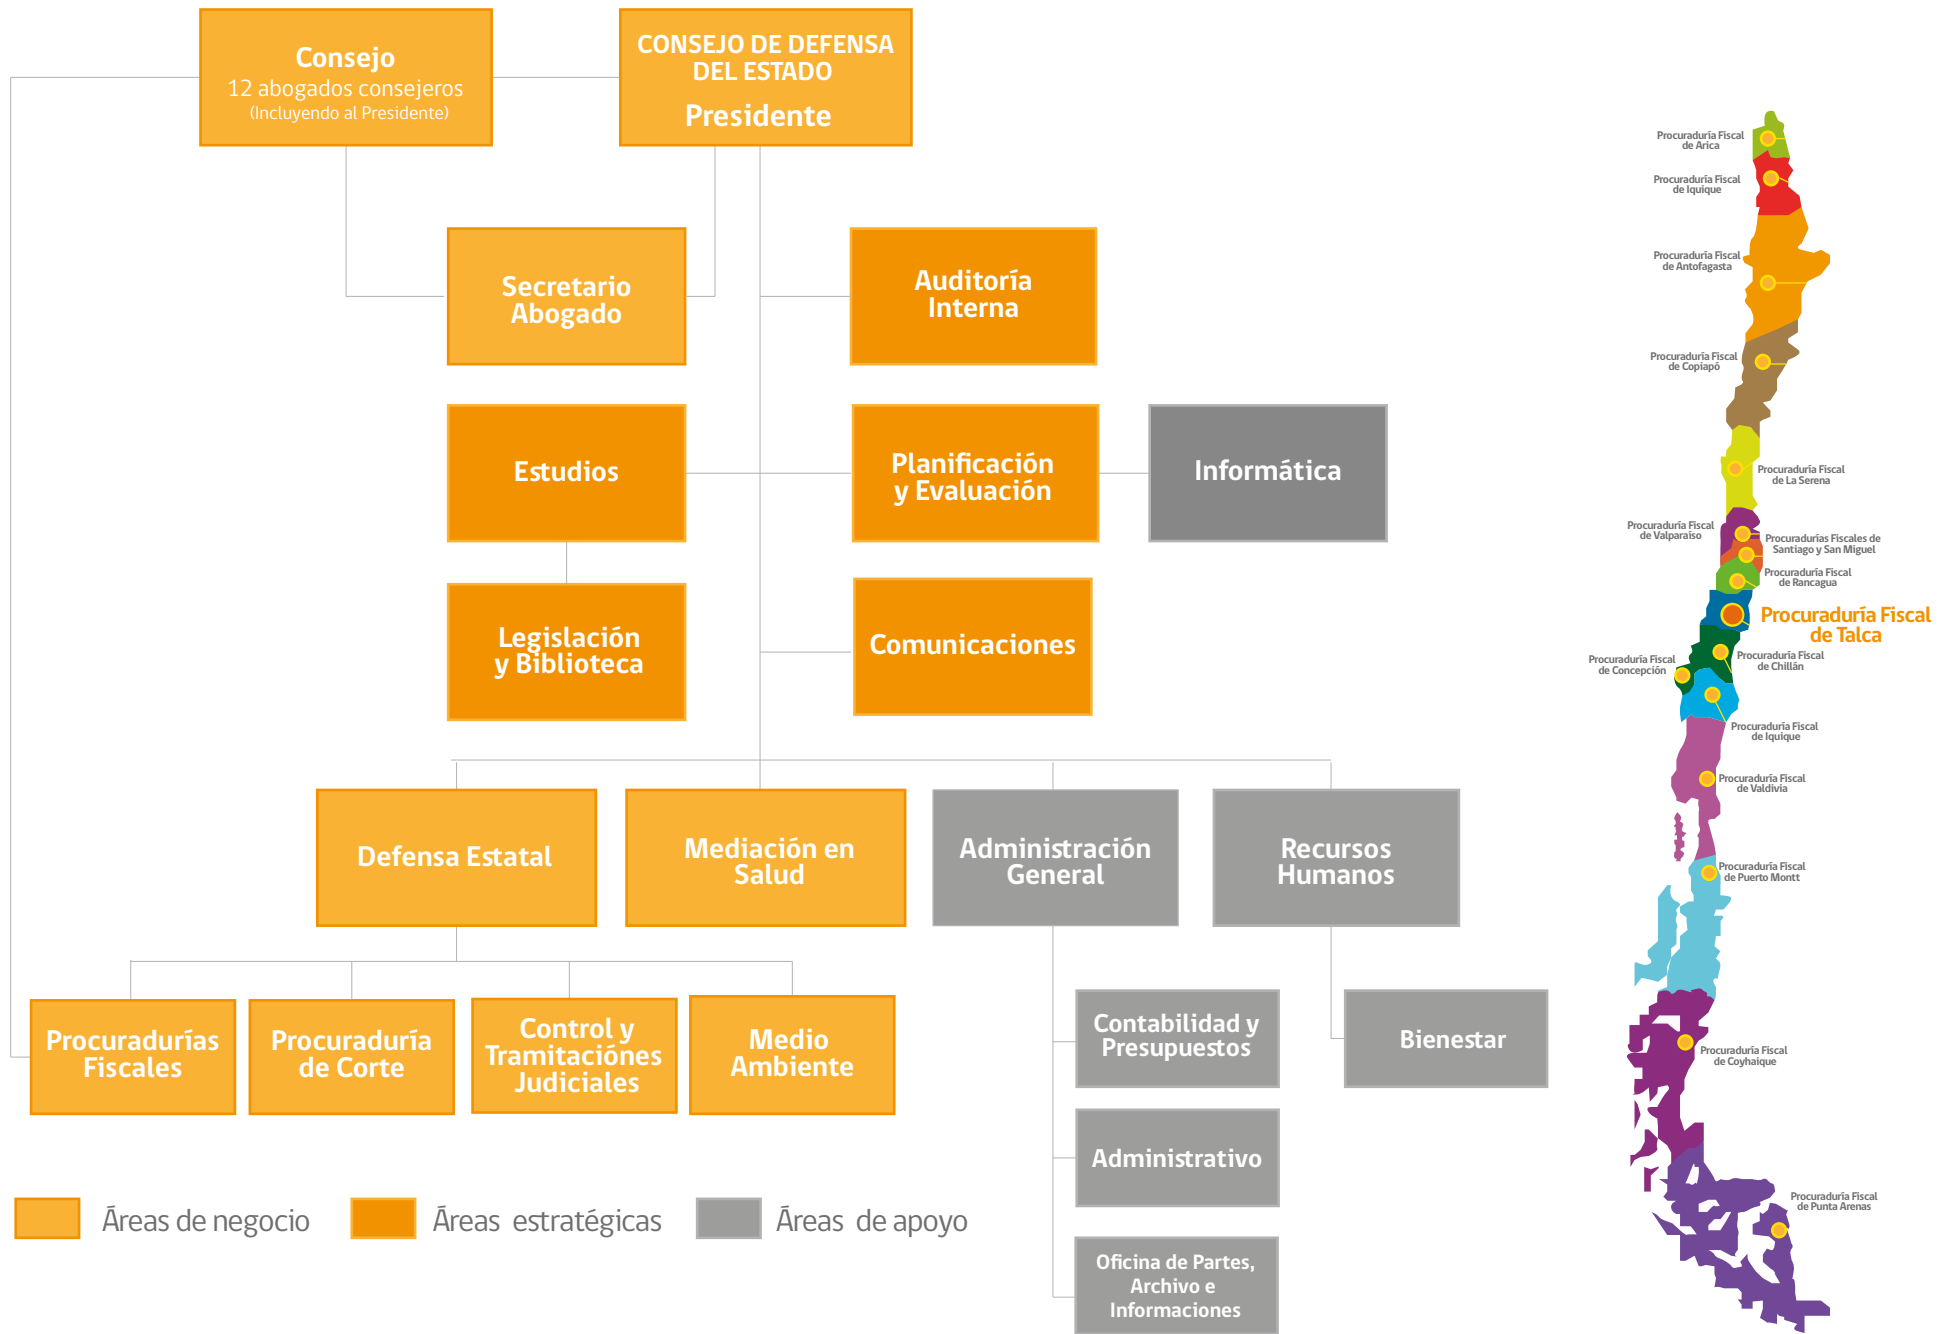 Consejo
12 abogados consejeros
(Incluyendo al Presidente)
CONSEJO DE DEFENSA
DEL ESTADO
Presidente
Secretario
Abogado
Auditoría
Interna
Estudios
Planificación
y Evaluación
Informática
Legislación
y Biblioteca
Comunicaciones
Defensa Estatal
Mediación en
Salud
Administración
General
Recursos
Humanos
Procuradurías
Fiscales
Procuraduría
de Corte
Control y
Tramitaciónes
Judiciales
Medio
Ambiente
Contabilidad y
Presupuestos
Bienestar
Administrativo
Oficina de Partes,
Archivo e
Informaciones
Áreas de negocio
Áreas estratégicas
Áreas de apoyo
Procuraduría Fiscal
de Arica
Procuraduría Fiscal
de Iquique
Procuraduría Fiscal
de Antofagasta
Procuraduría Fiscal
de Copiapó
Procuraduría Fiscal
de La Serena
Procuraduría Fiscal
de Valparaíso
Procuradurías Fiscales de
Santiago y San Miguel
Procuraduría Fiscal
de Rancagua
Procuraduría Fiscal
de Talca
Procuraduría Fiscal
de Chillán
Procuraduría Fiscal
de Concepción
Procuraduría Fiscal
de Iquique
Procuraduría Fiscal
de Valdivia
Procuraduría Fiscal
de Puerto Montt
Procuraduría Fiscal
de Coyhaique
Procuraduría Fiscal
de Punta Arenas